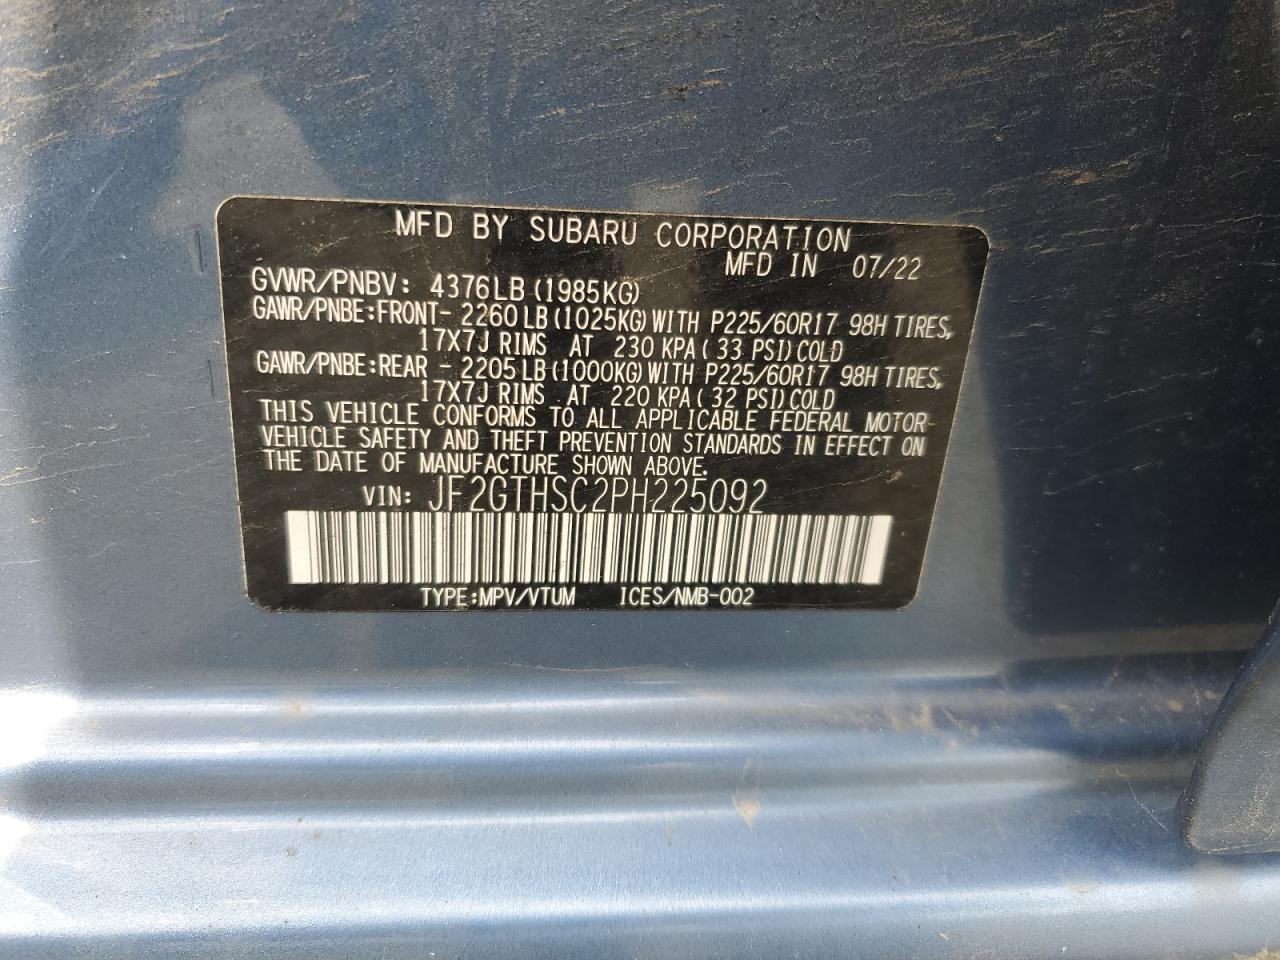 MFD BY SUBARU CORPORATION
MFD IN 07/22
GVWR/PNBV: 4376LB (1985KG)
GAWR/PNBE:FRONT- 2260LB (1025KG) WITH P225/60R17 98H TIRES,
17X7J RIMS AT 230 KPA ( 33 PSI) COLD
GAWR/PNBE:REAR - 2205LB (1000KG) WITH P225/60R17 98H TIRES,
17X7J RIMS AT 220 KPA ( 32 PSI) COLD
THIS VEHICLE CONFORMS TO ALL APPLICABLE FEDERAL MOTOR-
VEHICLE SAFETY AND THEFT PREVENTION STANDARDS IN EFFECT ON
THE DATE OF MANUFACTURE SHOWN ABOVE.
VIN: JF2GTHSC2PH225092
TYPE:MPV/VTUM ICES/NMB-002